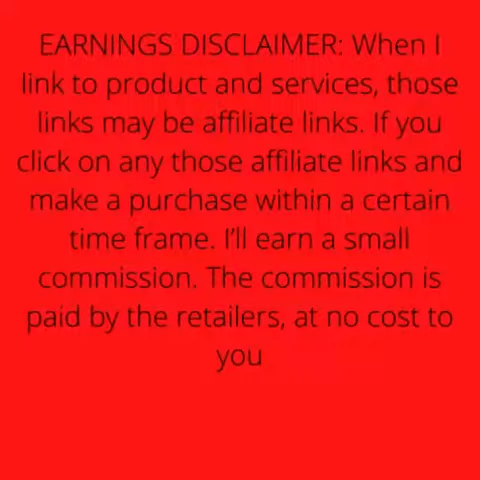 EARNINGS DISCLAIMER: When I
link to product and services, those
links may be affiliate links. If you
click on any those affiliate links and
make a purchase within a certain
time frame. I’ll earn a small
commission. The commission is
paid by the retailers, at no cost to
you